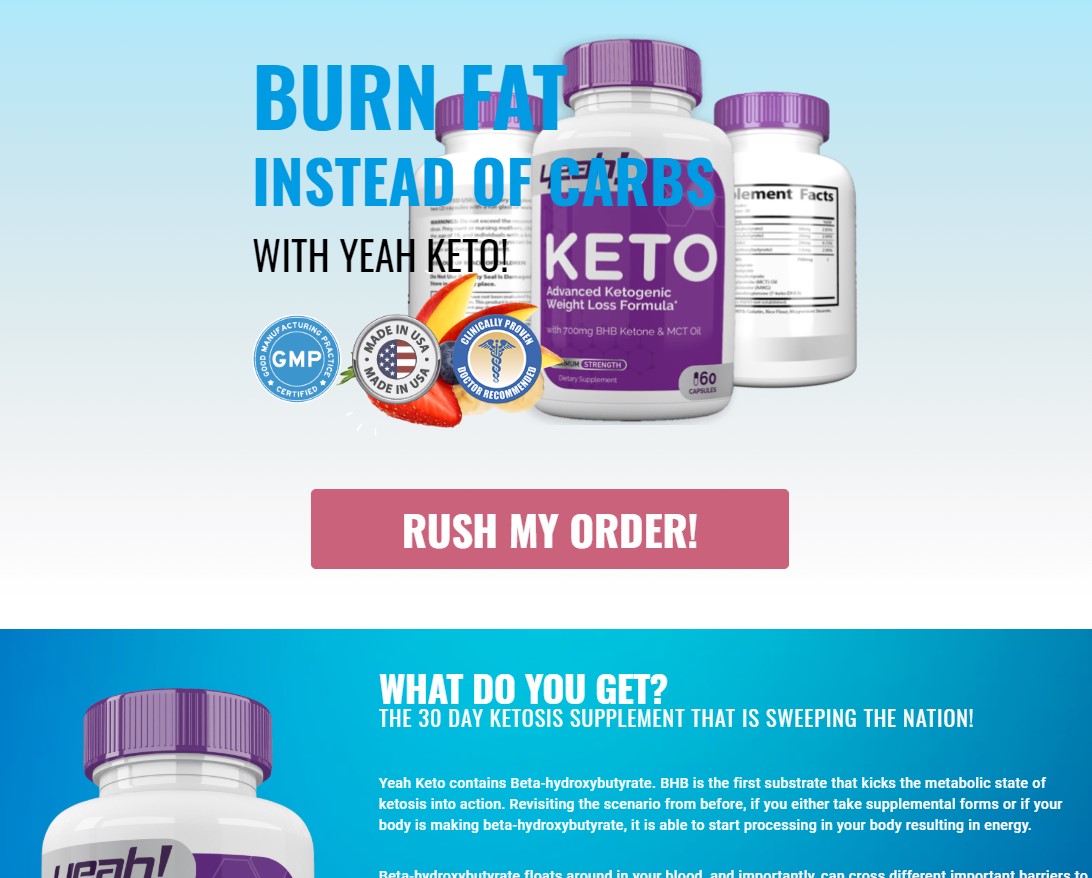 BURN FAT
INSTEAD OF CARBS
WITH YEAH KETO!
yeah!
KETO
Advanced Ketogenic
Weight Loss Formula*
with 700mg BHB Ketone & MCT Oil
STRENGTH
Dietary Supplement
60
CAPSULES
Facts
GOOD MANUFACTURING PRACTICE
GMP
CERTIFIED
MADE IN USA
MADE IN USA
CLINICALLY PROVEN
DOCTOR RECOMMENDED
RUSH MY ORDER!
WHAT DO YOU GET?
THE 30 DAY KETOSIS SUPPLEMENT THAT IS SWEEPING THE NATION!
Yeah Keto contains Beta-hydroxybutyrate. BHB is the first substrate that kicks the metabolic state of
ketosis into action. Revisiting the scenario from before, if you either take supplemental forms or if your
body is making beta-hydroxybutyrate, it is able to start processing in your body resulting in energy.
yeah!
Beta-hydroxybutyrate floats around in your blood, and importantly, can cross different important barriers to